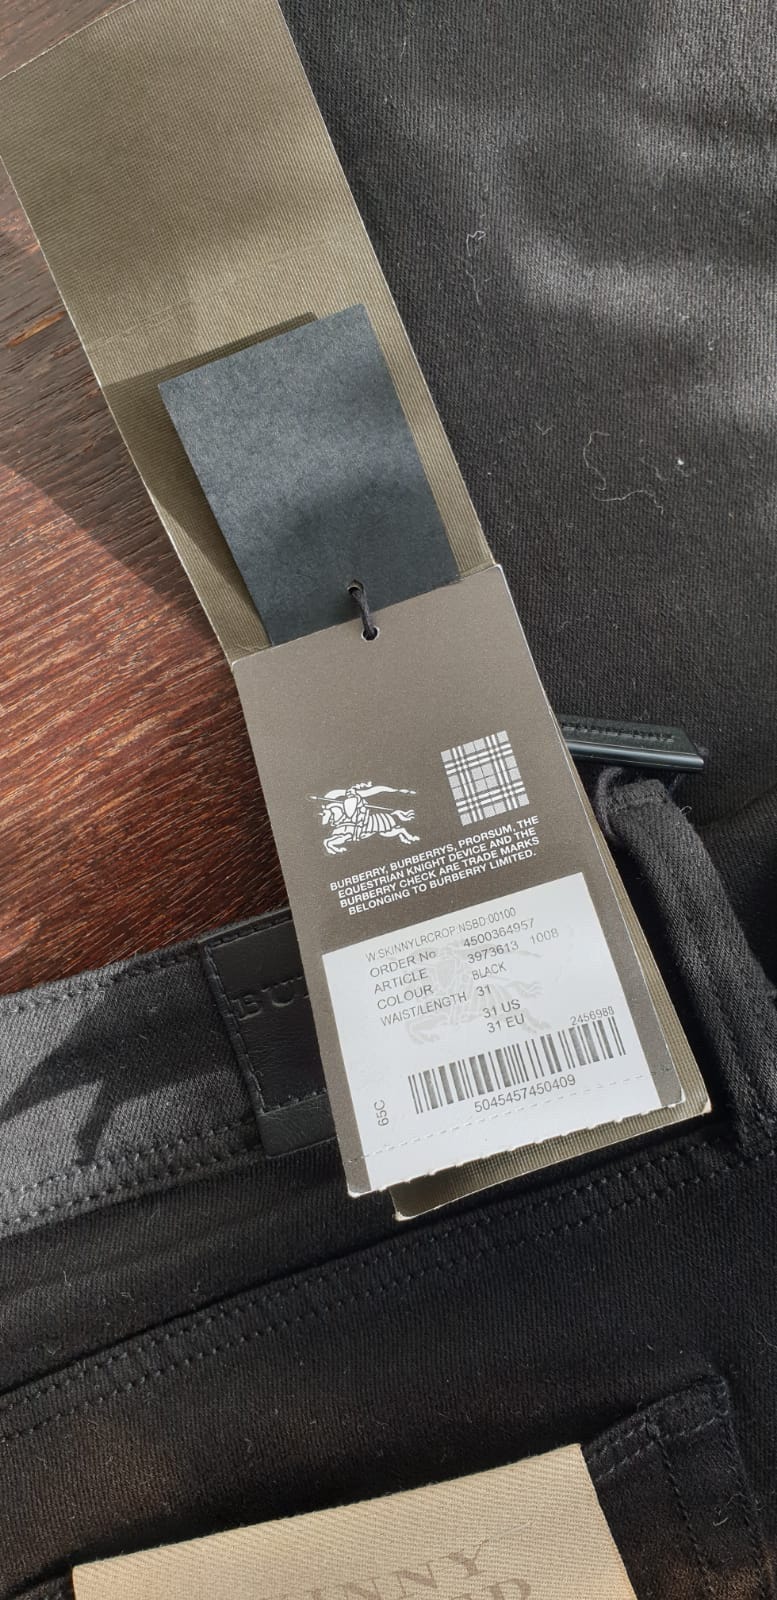 BURBERRY, BURBERRYS, PRORSUM, THE
EQUESTRIAN KNIGHT DEVICE AND THE
BURBERRY CHECK ARE TRADE MARKS
BELONGING TO BURBERRY LIMITED.
W:SKINNYLRCROP:NSBD:00100
ORDER No 4500364957
ARTICLE 3973613 1008
COLOUR BLACK
WAIST/LENGTH 31
31 US
31 EU
2456988
65C
5045457450409